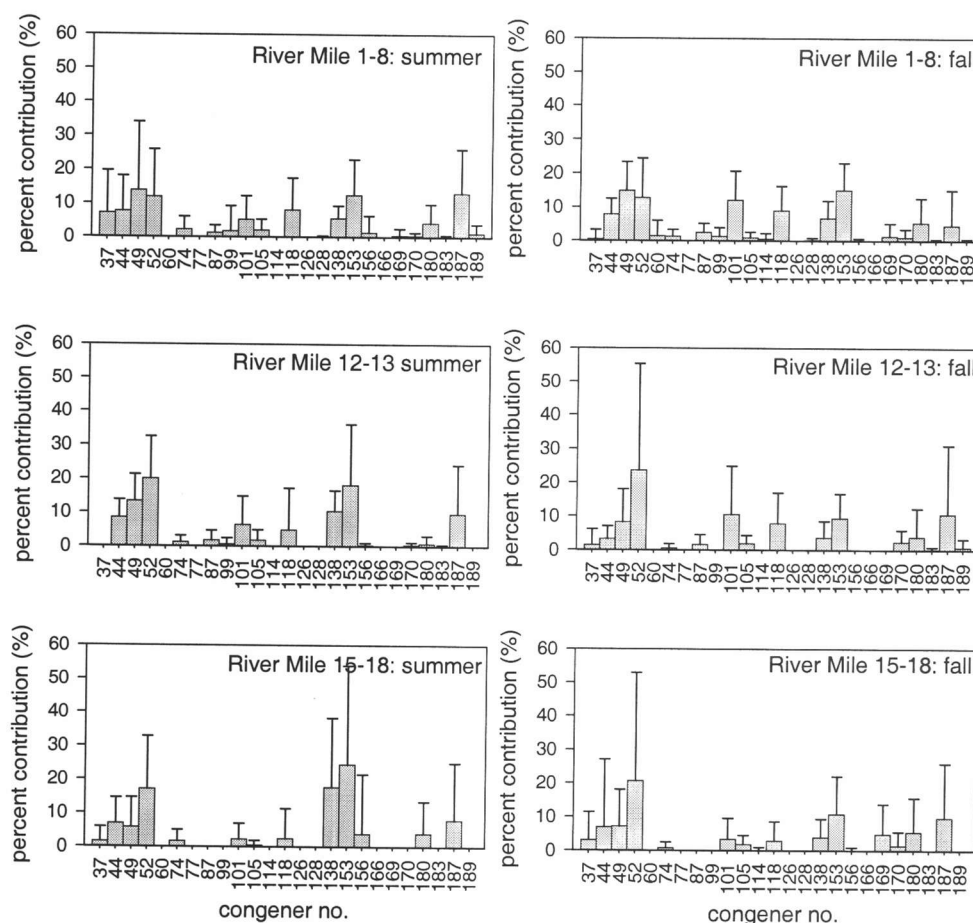 percent contribution (%)
60
50
40
30
20
10
0
River Mile 1-8: summer
37 44 49 52 60 74 77 87 99 101 105 114 118 126 128 138 153 156 166 169 170 180 183 187 189
percent contribution (%)
60
50
40
30
20
10
0
River Mile 1-8: fall
37 44 49 52 60 74 77 87 99 101 105 114 118 126 128 138 153 156 166 169 170 180 183 187 189
percent contribution (%)
60
50
40
30
20
10
0
River Mile 12-13 summer
37 44 49 52 60 74 77 87 99 101 105 114 118 126 128 138 153 156 166 169 170 180 183 187 189
percent contribution (%)
60
50
40
30
20
10
0
River Mile 12-13: fall
37 44 49 52 60 74 77 87 99 101 105 114 118 126 128 138 153 156 166 169 170 180 183 187 189
percent contribution (%)
60
50
40
30
20
10
0
River Mile 15-18: summer
37 44 49 52 60 74 77 87 99 101 105 114 118 126 128 138 153 156 166 169 170 180 183 187 189
congener no.
percent contribution (%)
60
50
40
30
20
10
0
River Mile 15-18: fall
37 44 49 52 60 74 77 87 99 101 105 114 118 126 128 138 153 156 166 169 170 180 183 187 189
congener no.